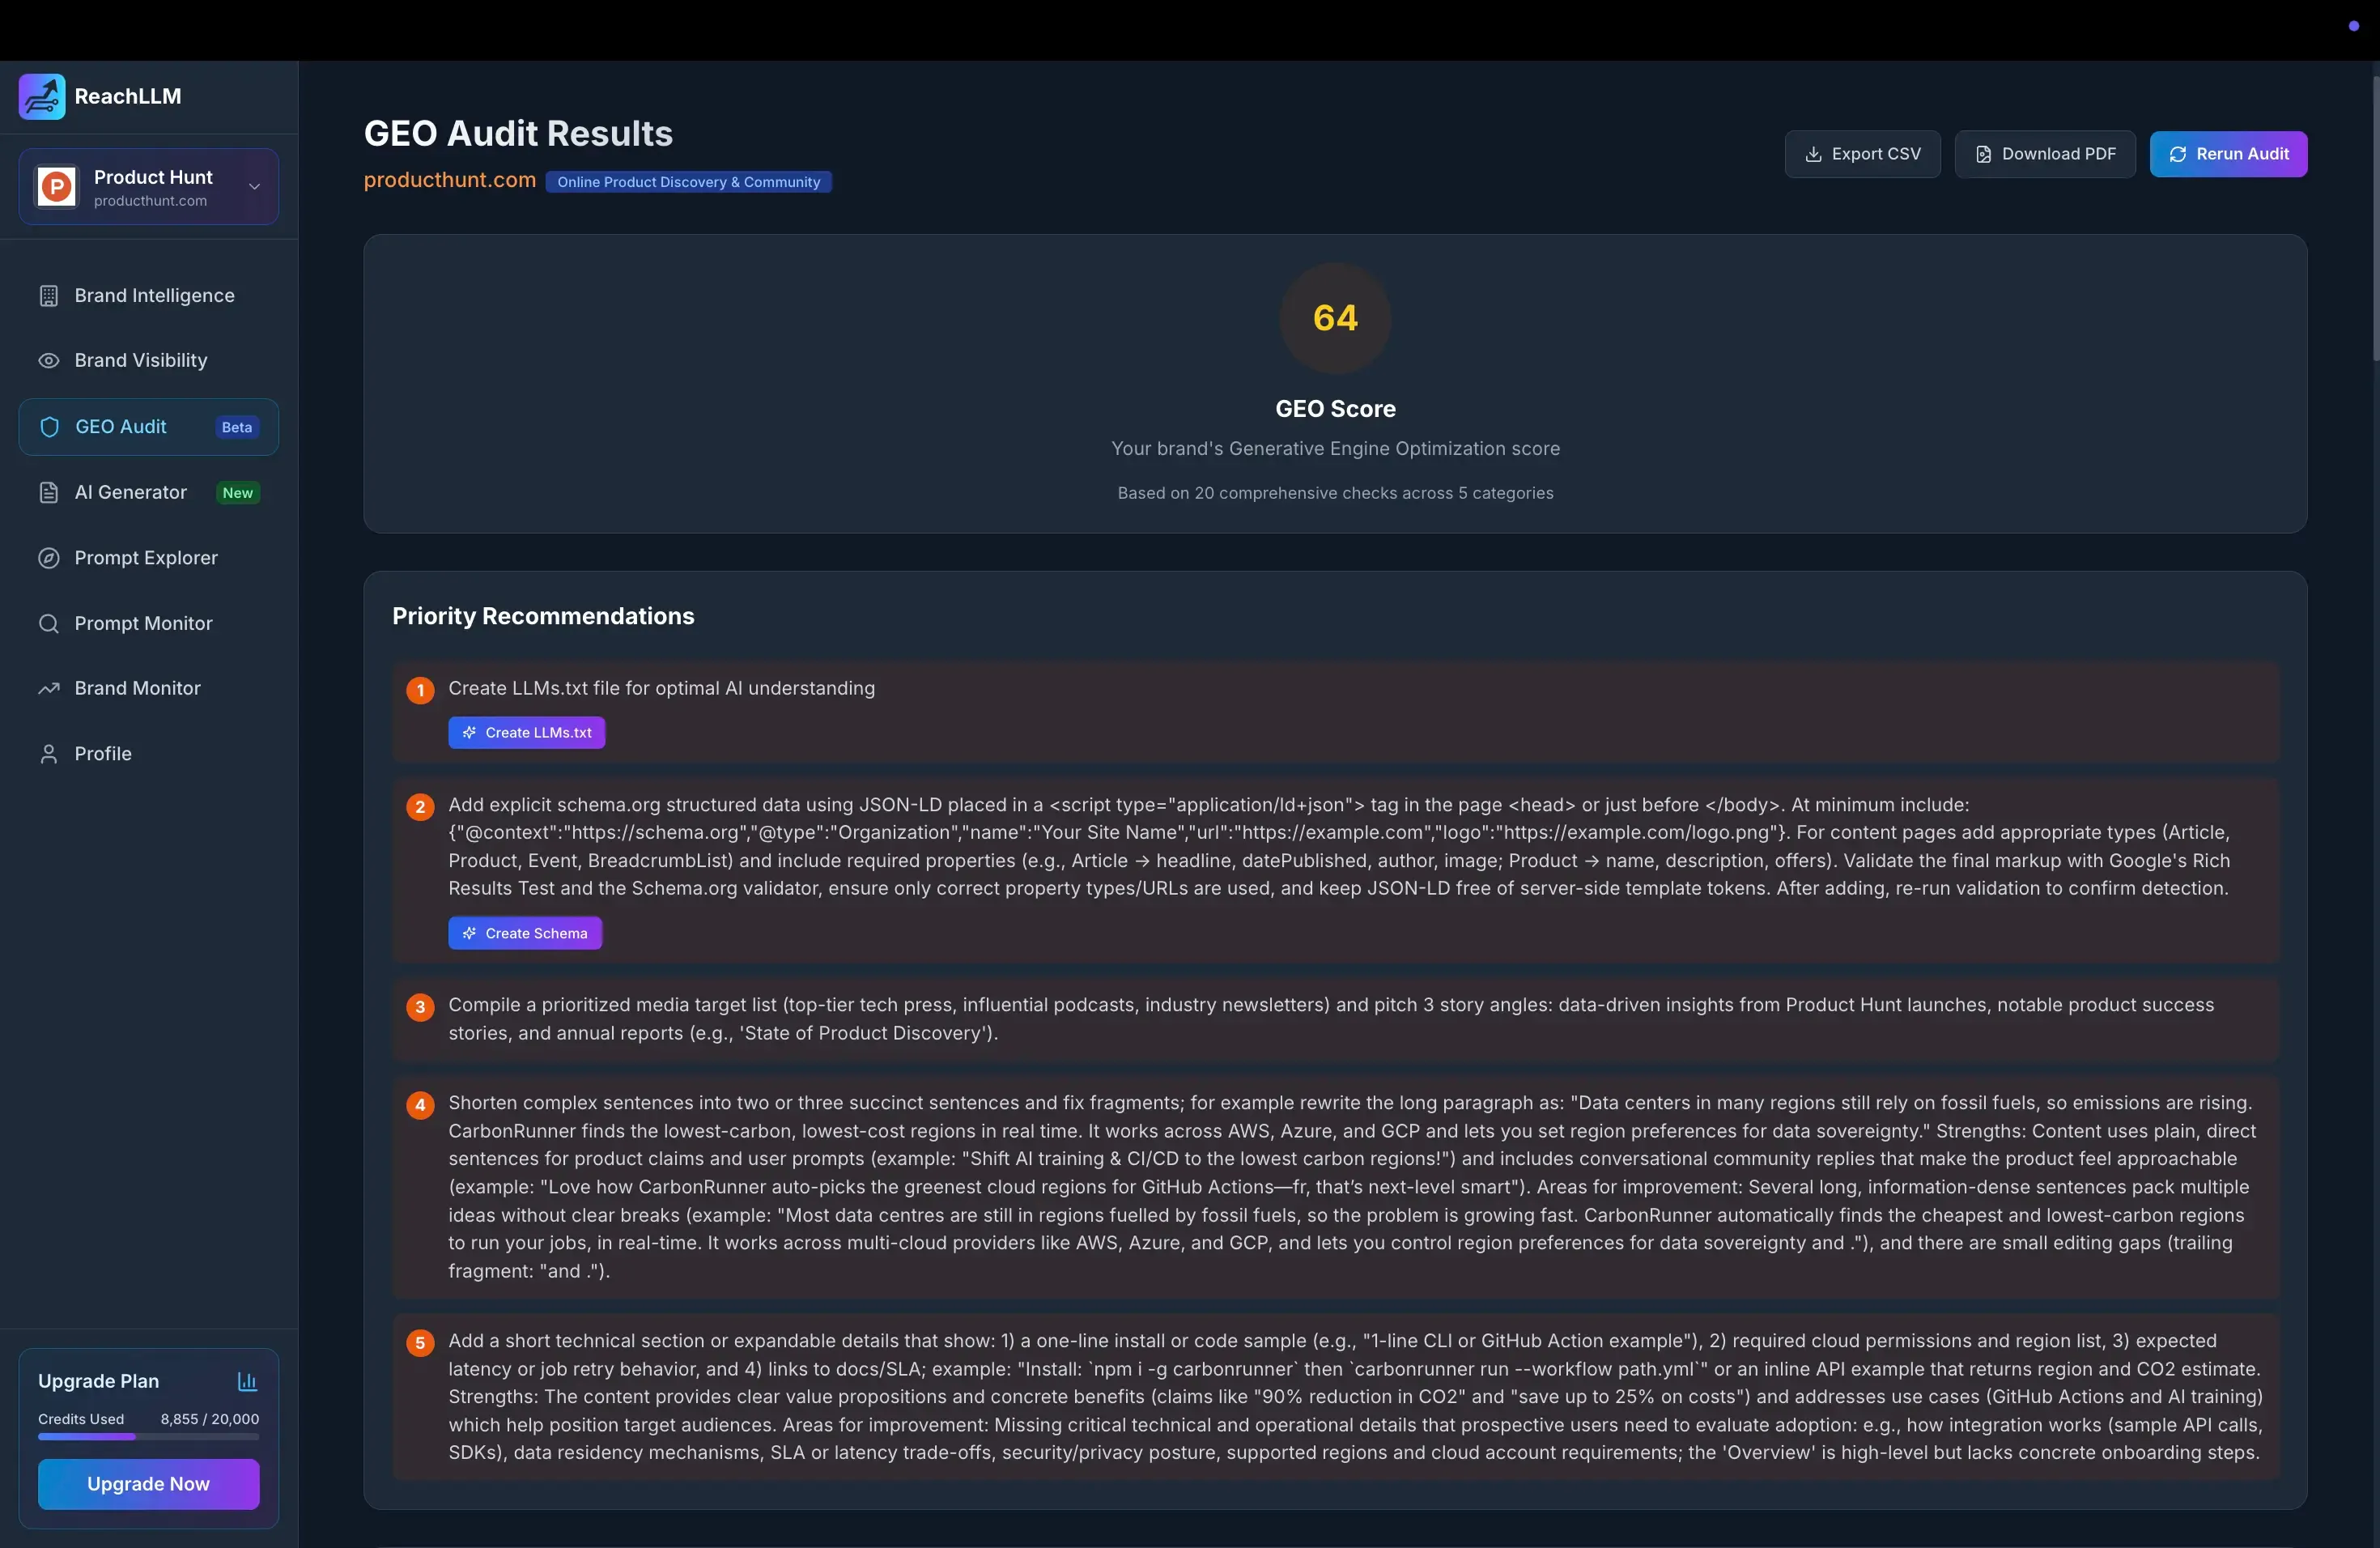 ReachLLM
Product Hunt
producthunt.com
Brand Intelligence
Brand Visibility
GEO Audit Beta
AI Generator New
Prompt Explorer
Prompt Monitor
Brand Monitor
Profile
Upgrade Plan
Credits Used 8,855 / 20,000
Upgrade Now
GEO Audit Results
producthunt.com Online Product Discovery & Community
Export CSV Download PDF Rerun Audit
64
GEO Score
Your brand's Generative Engine Optimization score
Based on 20 comprehensive checks across 5 categories
Priority Recommendations
1 Create LLMs.txt file for optimal AI understanding
Create LLMs.txt
2 Add explicit schema.org structured data using JSON-LD placed in a <script type="application/ld+json"> tag in the page <head> or just before </body>. At minimum include:
{"@context":"https://schema.org","@type":"Organization","name":"Your Site Name","url":"https://example.com","logo":"https://example.com/logo.png"}. For content pages add appropriate types (Article,
Product, Event, BreadcrumbList) and include required properties (e.g., Article → headline, datePublished, author, image; Product → name, description, offers). Validate the final markup with Google's Rich
Results Test and the Schema.org validator, ensure only correct property types/URLs are used, and keep JSON-LD free of server-side template tokens. After adding, re-run validation to confirm detection.
Create Schema
3 Compile a prioritized media target list (top-tier tech press, influential podcasts, industry newsletters) and pitch 3 story angles: data-driven insights from Product Hunt launches, notable product success
stories, and annual reports (e.g., 'State of Product Discovery').
4 Shorten complex sentences into two or three succinct sentences and fix fragments; for example rewrite the long paragraph as: "Data centers in many regions still rely on fossil fuels, so emissions are rising.
CarbonRunner finds the lowest-carbon, lowest-cost regions in real time. It works across AWS, Azure, and GCP and lets you set region preferences for data sovereignty." Strengths: Content uses plain, direct
sentences for product claims and user prompts (example: "Shift AI training & CI/CD to the lowest carbon regions!") and includes conversational community replies that make the product feel approachable
(example: "Love how CarbonRunner auto-picks the greenest cloud regions for GitHub Actions—fr, that's next-level smart"). Areas for improvement: Several long, information-dense sentences pack multiple
ideas without clear breaks (example: "Most data centres are still in regions fuelled by fossil fuels, so the problem is growing fast. CarbonRunner automatically finds the cheapest and lowest-carbon regions
to run your jobs, in real-time. It works across multi-cloud providers like AWS, Azure, and GCP, and lets you control region preferences for data sovereignty and ."), and there are small editing gaps (trailing
fragment: "and .").
5 Add a short technical section or expandable details that show: 1) a one-line install or code sample (e.g., "1-line CLI or GitHub Action example"), 2) required cloud permissions and region list, 3) expected
latency or job retry behavior, and 4) links to docs/SLA; example: "Install: `npm i -g carbonrunner` then `carbonrunner run --workflow path.yml`" or an inline API example that returns region and CO2 estimate.
Strengths: The content provides clear value propositions and concrete benefits (claims like "90% reduction in CO2" and "save up to 25% on costs") and addresses use cases (GitHub Actions and AI training)
which help position target audiences. Areas for improvement: Missing critical technical and operational details that prospective users need to evaluate adoption: e.g., how integration works (sample API calls,
SDKs), data residency mechanisms, SLA or latency trade-offs, security/privacy posture, supported regions and cloud account requirements; the 'Overview' is high-level but lacks concrete onboarding steps.